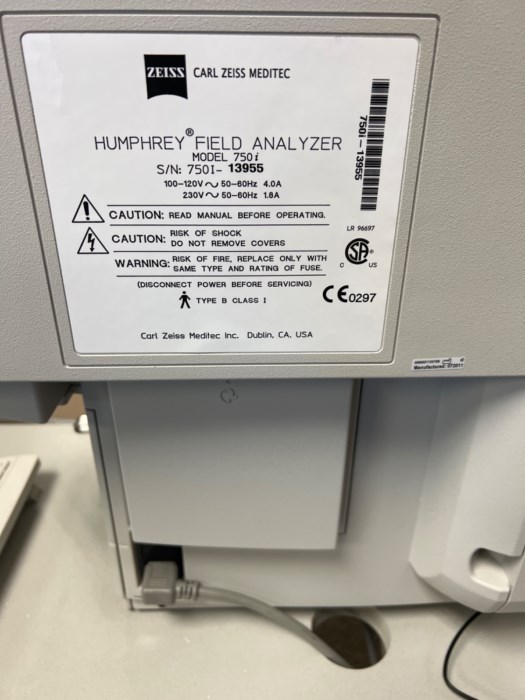 ZEISS CARL ZEISS MEDITEC
HUMPHREY® FIELD ANALYZER
MODEL 750i
S/N: 750I- 13955
100-120V ~ 50-60Hz 4.0A
230V ~ 50-60Hz 1.8A
750I-13955
CAUTION: READ MANUAL BEFORE OPERATING.
CAUTION: RISK OF SHOCK
DO NOT REMOVE COVERS
LR 96697
WARNING: RISK OF FIRE, REPLACE ONLY WITH
SAME TYPE AND RATING OF FUSE.
C SA® US
(DISCONNECT POWER BEFORE SERVICING)
TYPE B CLASS I
CE0297
Carl Zeiss Meditec Inc. Dublin, CA. USA
Manufactured: